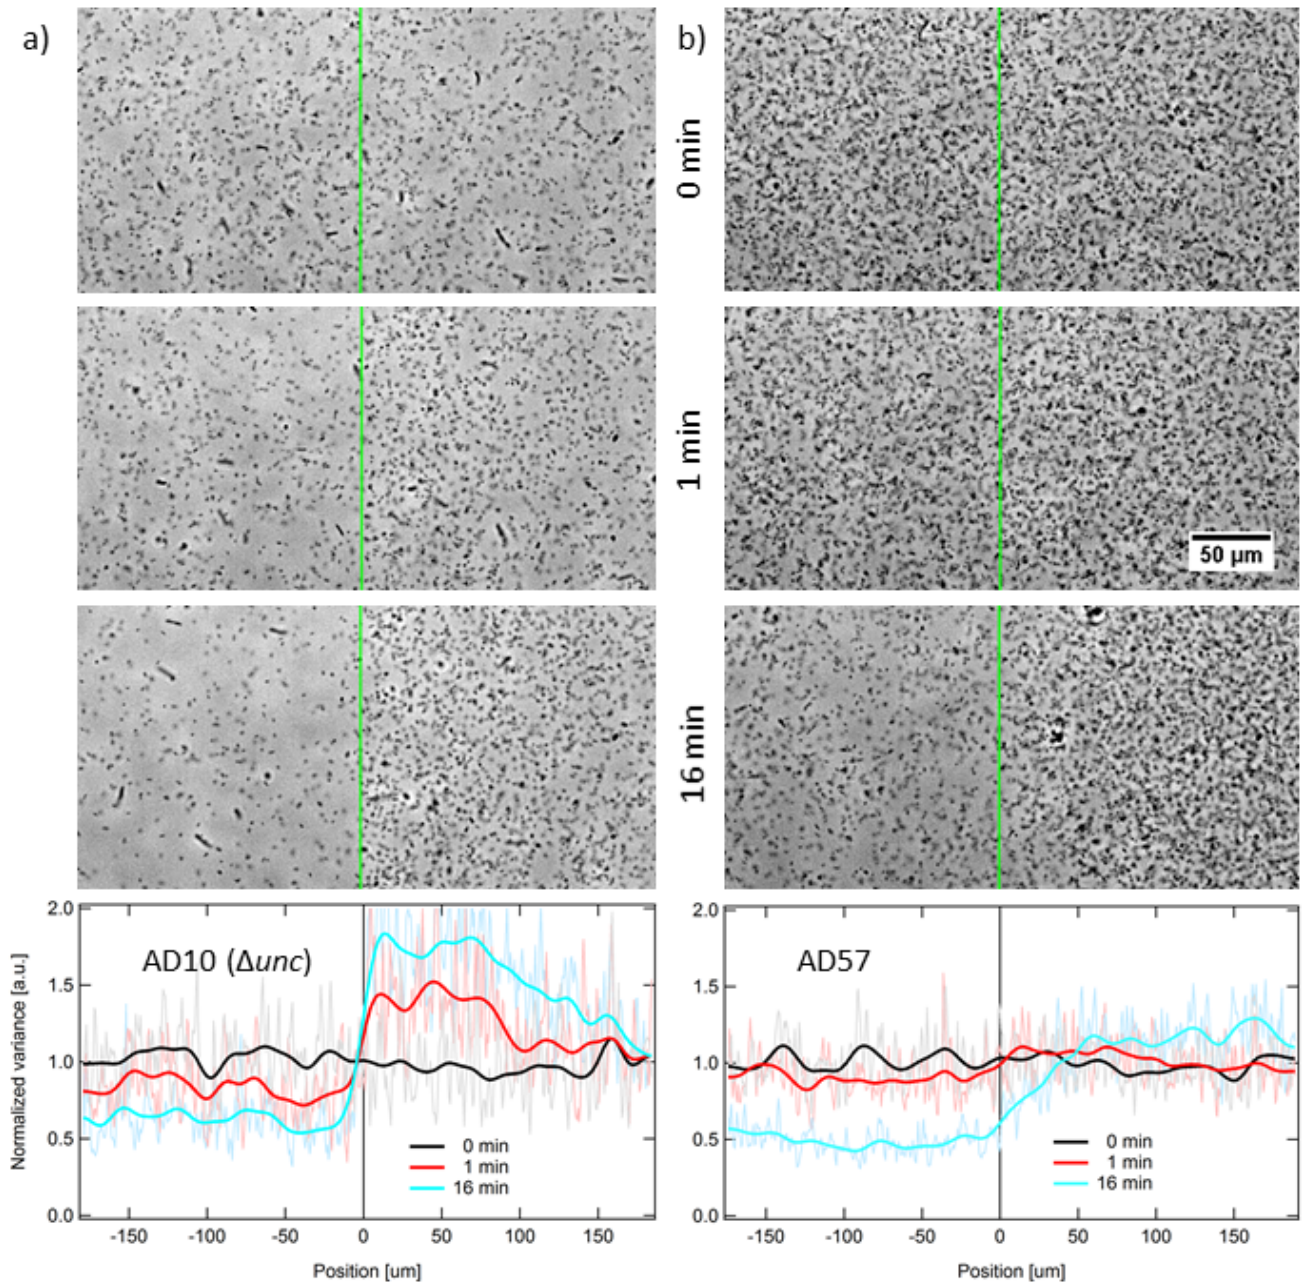 a)
b)
0 min
1 min
50 µm
16 min
2.0
1.5
1.0
0.5
0.0
Normalized variance [a.u.]
AD10 (Δunc)
0 min
1 min
16 min
-150
-100
-50
0
50
100
150
Position [um]
2.0
1.5
1.0
0.5
0.0
AD57
0 min
1 min
16 min
-150
-100
-50
0
50
100
150
Position [um]